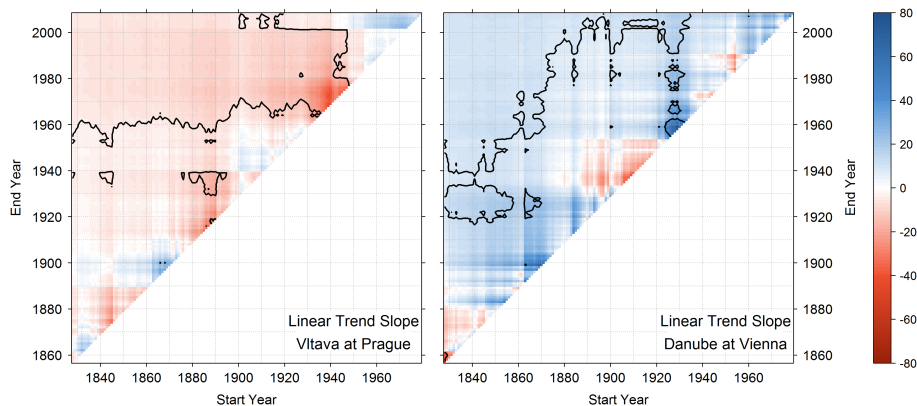 2000
1980
1960
1940
1920
1900
1880
1860
End Year
1840 1860 1880 1900 1920 1940 1960
Start Year
Linear Trend Slope
Vltava at Prague
1840 1860 1880 1900 1920 1940 1960
Start Year
Linear Trend Slope
Danube at Vienna
2000
1980
1960
1940
1920
1900
1880
1860
End Year
80
60
40
20
0
-20
-40
-60
-80